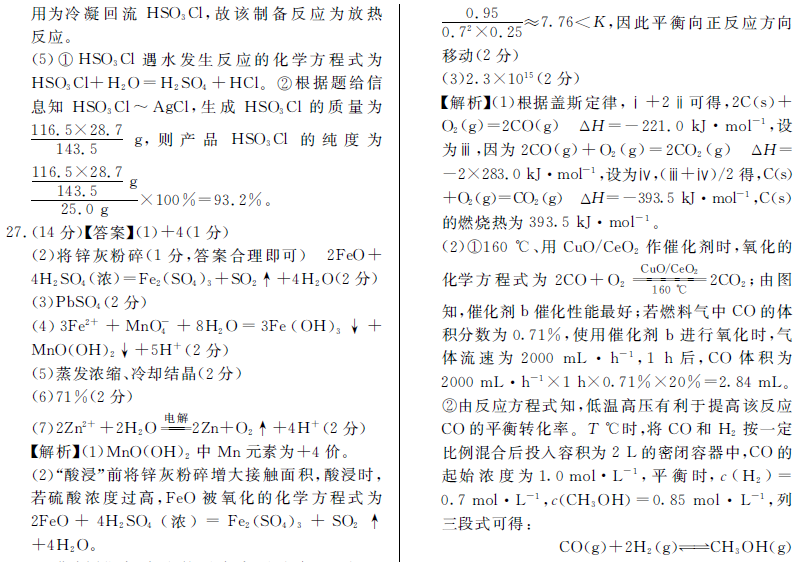 用为冷凝回流 HSO₃Cl,故该制备反应为放热
反应。
(5)① HSO₃Cl 遇水发生反应的化学方程式为
HSO₃Cl+H₂O=H₂SO₄+HCl。②根据题给信
息知 HSO₃Cl～AgCl,生成 HSO₃Cl 的质量为
116.5×28.7/143.5 g,则产品 HSO₃Cl 的纯度为
(116.5×28.7/143.5 g)/25.0 g×100%=93.2%。
27.(14 分)【答案】(1)+4(1 分)
(2)将锌灰粉碎(1 分,答案合理即可) 2FeO+
4H₂SO₄(浓)=Fe₂(SO₄)₃+SO₂↑+4H₂O(2 分)
(3)PbSO₄(2 分)
(4)3Fe²⁺+MnO₄⁻+8H₂O=3Fe(OH)₃↓+
MnO(OH)₂↓+5H⁺(2 分)
(5)蒸发浓缩、冷却结晶(2 分)
(6)71%(2 分)
(7)2Zn²⁺+2H₂O 电解═ 2Zn+O₂↑+4H⁺(2 分)
【解析】(1)MnO(OH)₂ 中 Mn 元素为+4 价。
(2)“酸浸”前将锌灰粉碎增大接触面积,酸浸时,
若硫酸浓度过高,FeO 被氧化的化学方程式为
2FeO+4H₂SO₄(浓)=Fe₂(SO₄)₃+SO₂↑
+4H₂O。
0.95/(0.7²×0.25)≈7.76<K,因此平衡向正反应方向
移动(2 分)
(3)2.3×10¹⁵(2 分)
【解析】(1)根据盖斯定律,ⅰ+2ⅱ可得,2C(s)+
O₂(g)=2CO(g) ΔH=−221.0 kJ·mol⁻¹,设
为ⅲ,因为 2CO(g)+O₂(g)=2CO₂(g) ΔH=
−2×283.0 kJ·mol⁻¹,设为ⅳ,(ⅲ+ⅳ)/2 得,C(s)
+O₂(g)=CO₂(g) ΔH=−393.5 kJ·mol⁻¹,C(s)
的燃烧热为 393.5 kJ·mol⁻¹。
(2)①160 ℃、用 CuO/CeO₂ 作催化剂时,氧化的
化学方程式为 2CO+O₂ CuO/CeO₂═160 ℃ 2CO₂;由图
知,催化剂 b 催化性能最好;若燃料气中 CO 的体
积分数为 0.71%,使用催化剂 b 进行氧化时,气
体流速为 2000 mL·h⁻¹,1 h 后,CO 体积为
2000 mL·h⁻¹×1 h×0.71%×20%=2.84 mL。
②由反应方程式知,低温高压有利于提高该反应
CO 的平衡转化率。T ℃时,将 CO 和 H₂ 按一定
比例混合后投入容积为 2 L 的密闭容器中,CO 的
起始浓度为 1.0 mol·L⁻¹,平衡时,c(H₂)=
0.7 mol·L⁻¹,c(CH₃OH)=0.85 mol·L⁻¹,列
三段式可得:
CO(g)+2H₂(g)⇌CH₃OH(g)